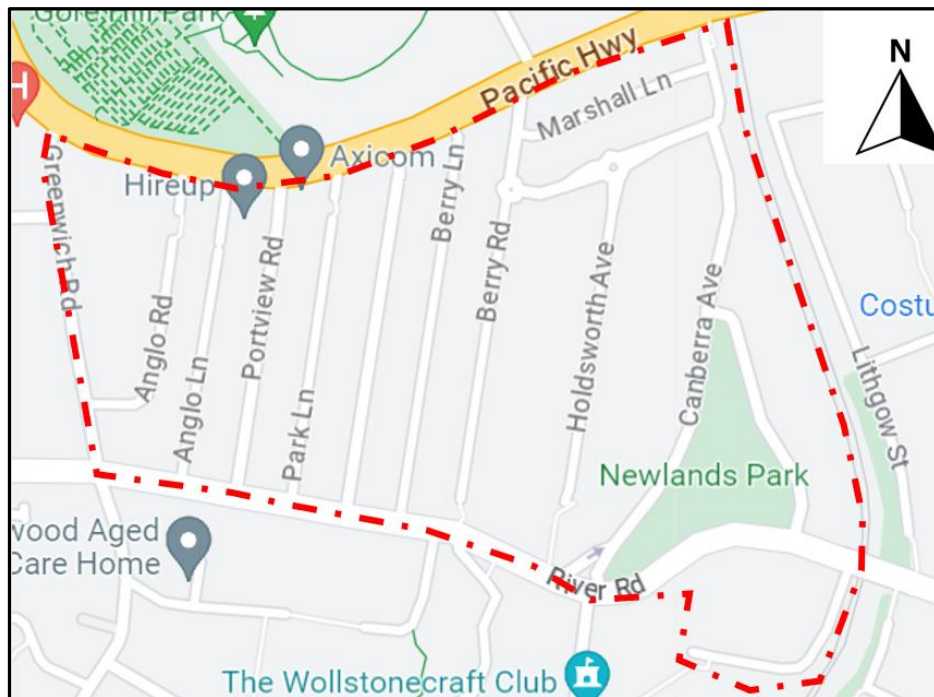 Gore Hill Park
H
N
Pacific Hwy
Marshall Ln
Axicom
Hireup
Greenwich Rd
Berry Ln
Berry Rd
Portview Rd
Anglo Rd
Anglo Ln
Park Ln
Holdsworth Ave
Canberra Ave
Costu
Lithgow St
Newlands Park
wood Aged
Care Home
River Rd
The Wollstonecraft Club